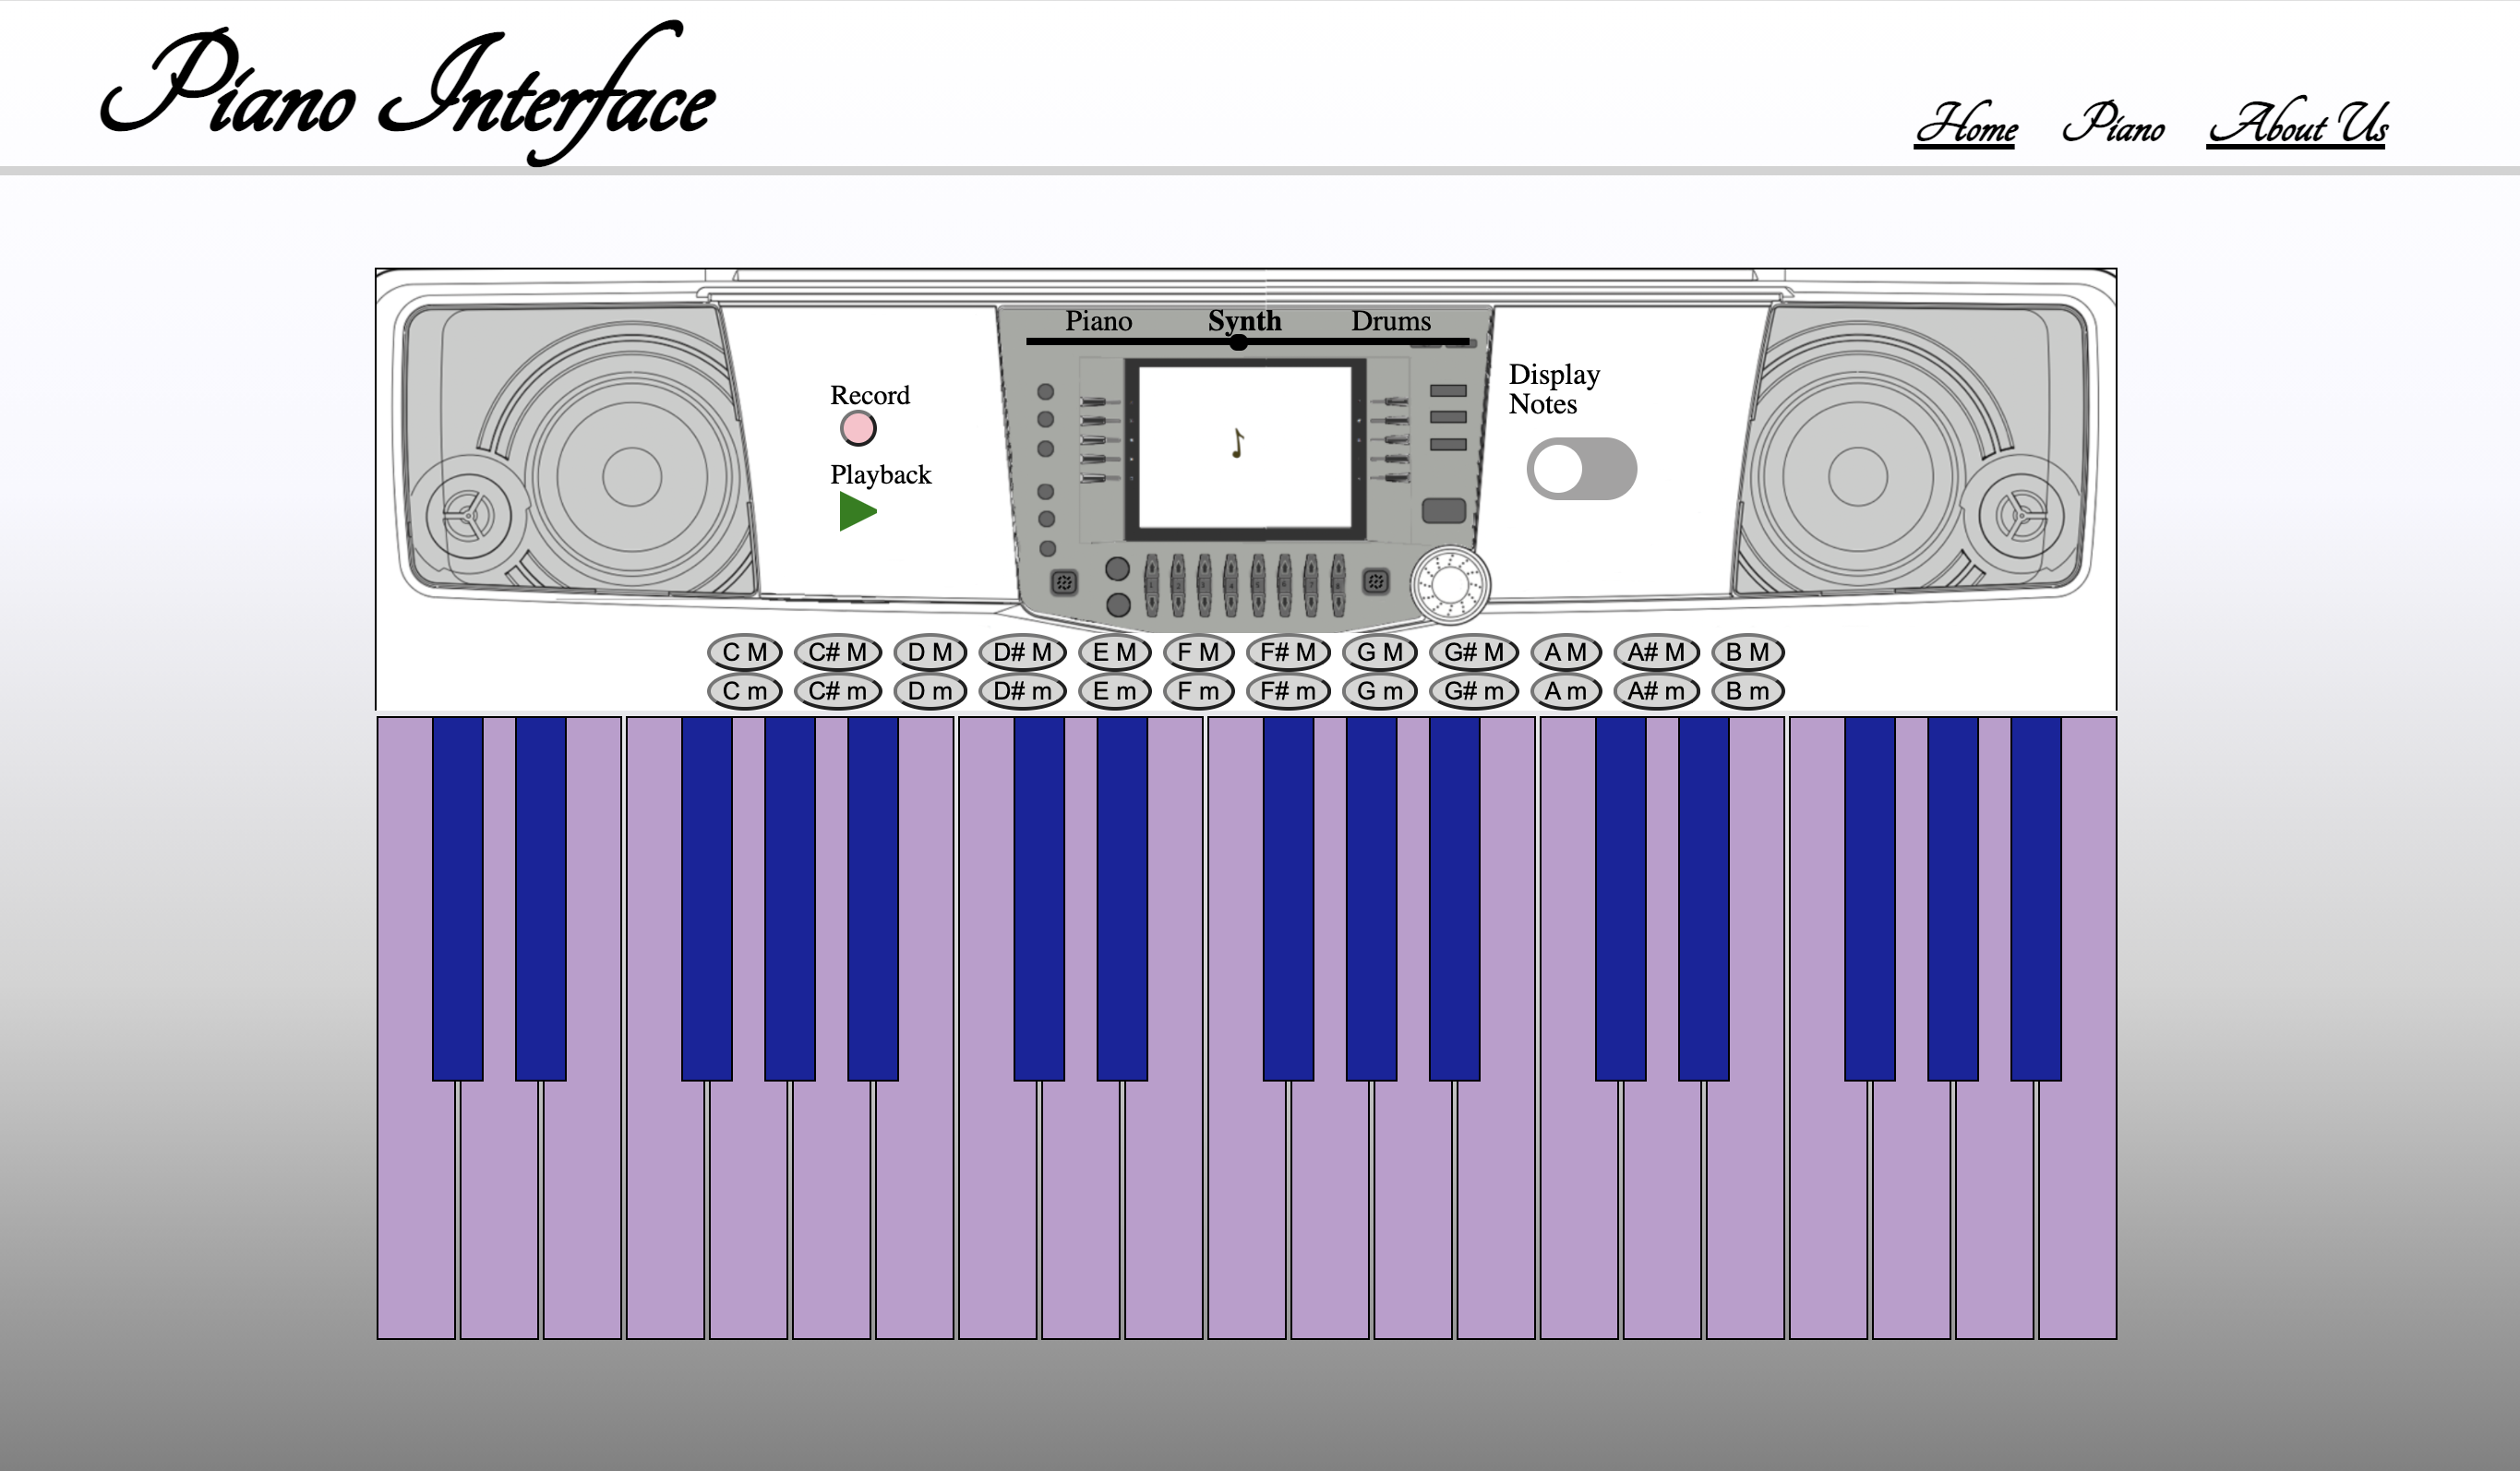 Piano Interface
Home Piano About Us
Piano Synth Drums
Display
Notes
Record
Playback
C M C# M D M D# M E M F M F# M G M G# M A M A# M B M
C m C# m D m D# m E m F m F# m G m G# m A m A# m B m